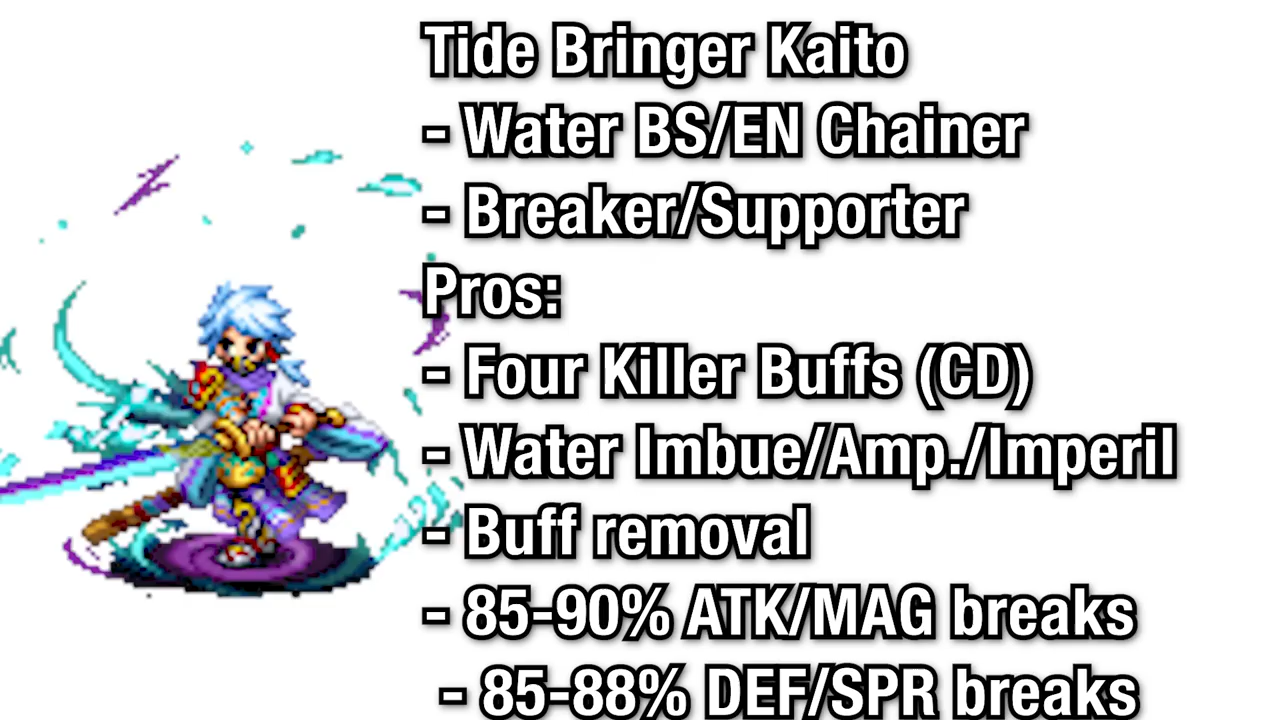 Tide Bringer Kaito
- Water BS/EN Chainer
- Breaker/Supporter
Pros:
- Four Killer Buffs (CD)
- Water Imbue/Amp./Imperil
- Buff removal
- 85-90% ATK/MAG breaks
- 85-88% DEF/SPR breaks